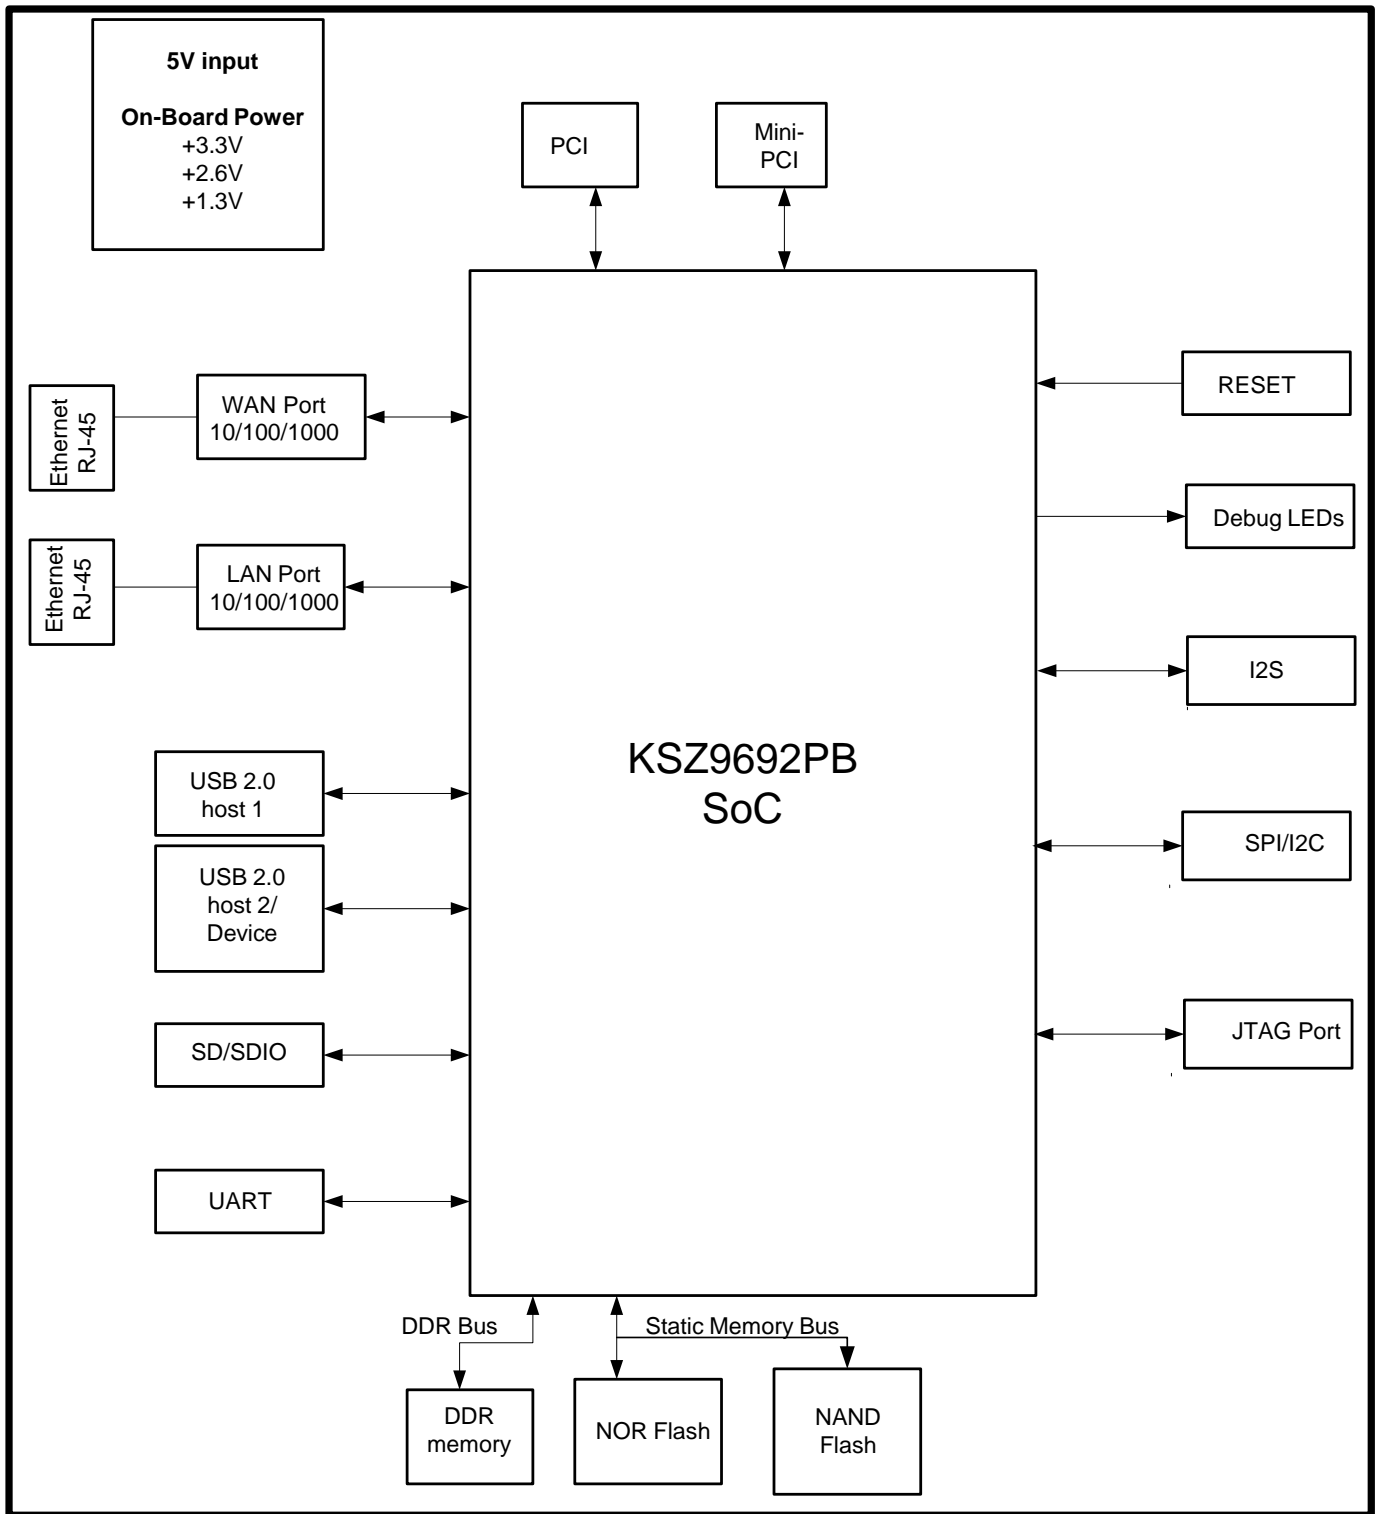 5V input
On-Board Power
+3.3V
+2.6V
+1.3V
PCI
Mini-
PCI
Ethernet
RJ-45
WAN Port
10/100/1000
RESET
Debug LEDs
Ethernet
RJ-45
LAN Port
10/100/1000
I2S
KSZ9692PB
SoC
USB 2.0
host 1
USB 2.0
host 2/
Device
SPI/I2C
SD/SDIO
JTAG Port
UART
DDR Bus
Static Memory Bus
DDR
memory
NOR Flash
NAND
Flash